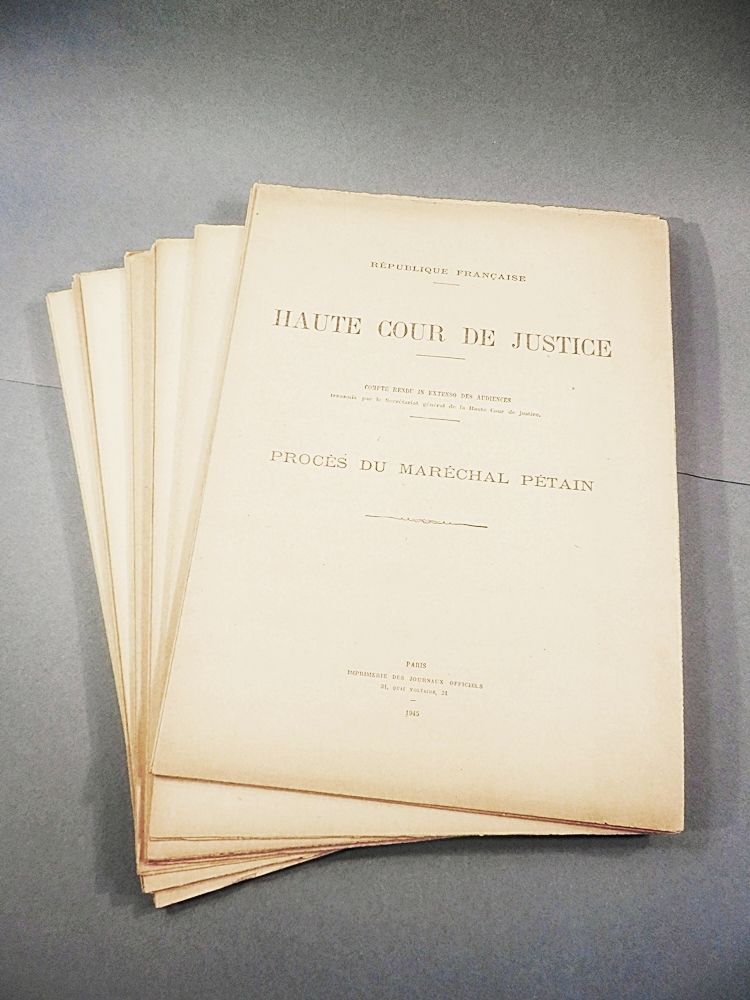 RÉPUBLIQUE FRANÇAISE
HAUTE COUR DE JUSTICE
COMPTE RENDU IN EXTENSO DES AUDIENCES
transmis par le Secrétariat général de la Haute Cour de justice.
PROCÈS DU MARÉCHAL PÉTAIN
PARIS
IMPRIMERIE DES JOURNAUX OFFICIELS
31, QUAI VOLTAIRE, 31
1945